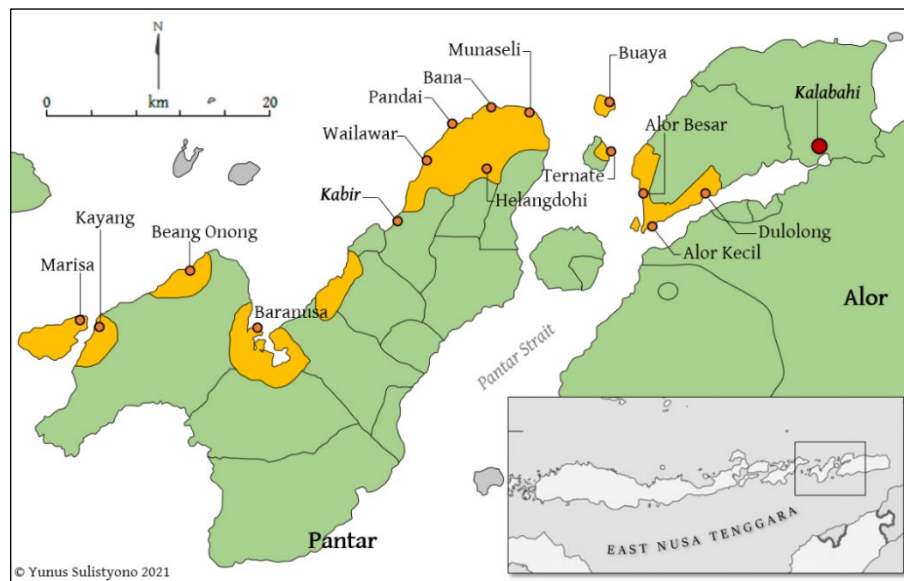 N
0
km
20
Munaseli
Bana
Pandai
Wailawar
Kabir
Buaya
Kalabahi
Alor Besar
Ternate
Helangdohi
Dulolong
Alor Kecil
Kayang
Beang Onong
Marisa
Baranusa
Alor
Pantar Strait
Pantar
EAST NUSA TENGGARA
© Yunus Sulistyono 2021